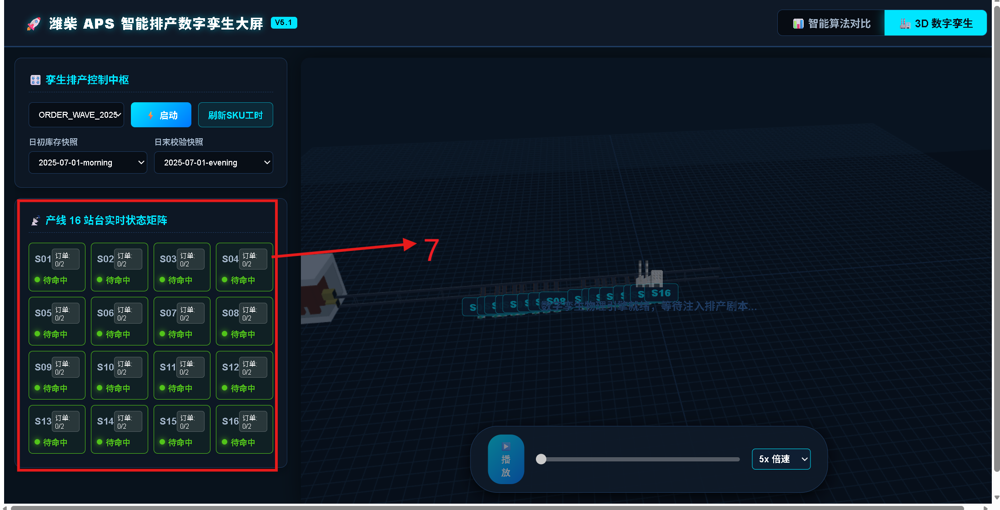 潍柴 APS 智能排产数字孪生大屏 V5.1
智能算法对比
3D 数字孪生
孪生排产控制中枢
ORDER_WAVE_2025
启动
刷新SKU工时
日初库存快照
日末校验快照
2025-07-01-morning
2025-07-01-evening
产线 16 站台实时状态矩阵
S01 订单: 0/2
待命中
S02 订单: 0/2
待命中
S03 订单: 0/2
待命中
S04 订单: 0/2
待命中
S05 订单: 0/2
待命中
S06 订单: 0/2
待命中
S07 订单: 0/2
待命中
S08 订单: 0/2
待命中
S09 订单: 0/2
待命中
S10 订单: 0/2
待命中
S11 订单: 0/2
待命中
S12 订单: 0/2
待命中
S13 订单: 0/2
待命中
S14 订单: 0/2
待命中
S15 订单: 0/2
待命中
S16 订单: 0/2
待命中
7
S08
S16
数字孪生物理引擎就绪，等待注入排产剧本...
播放
5x 倍速